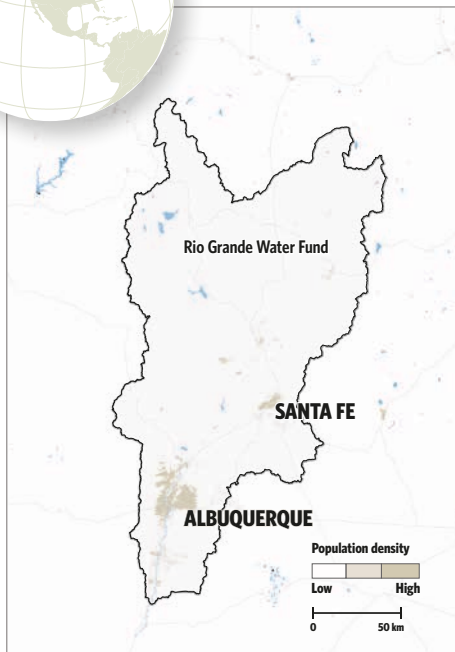 Rio Grande Water Fund
SANTA FE
ALBUQUERQUE
Population density
Low High
0 50 km